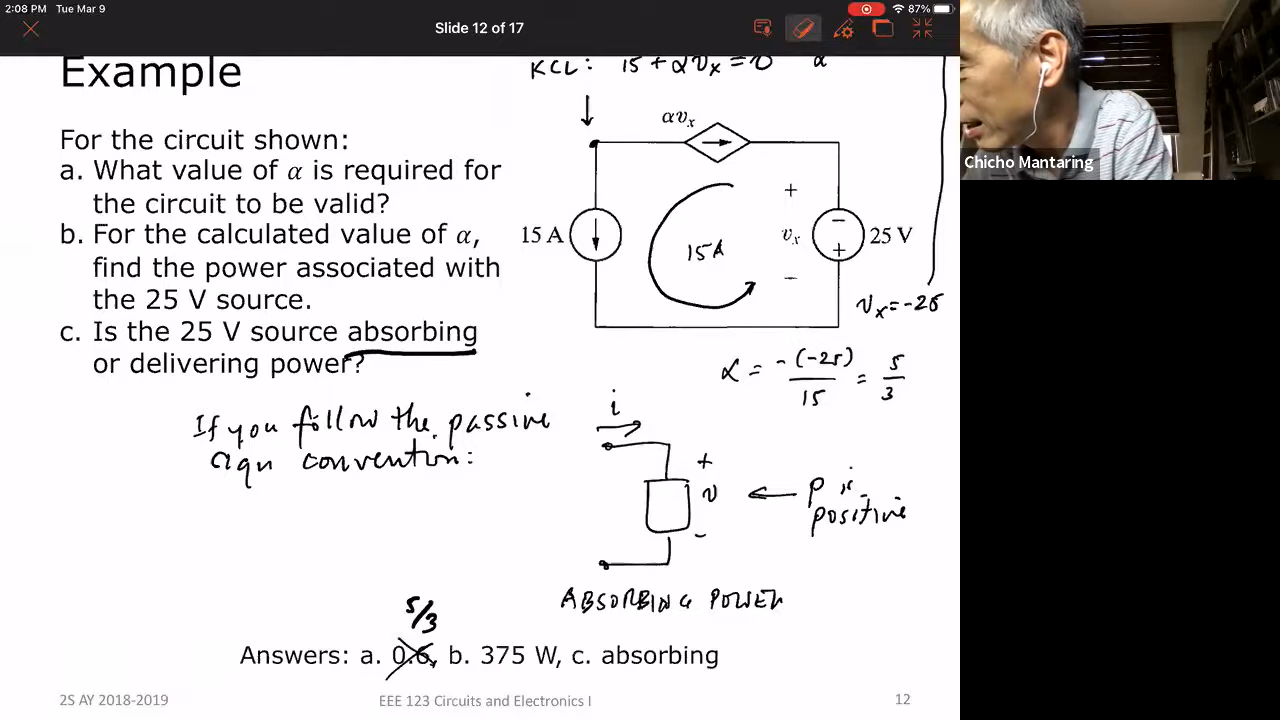 2:08 PM Tue Mar 9
87%
Slide 12 of 17
Example
KCL: 15 + αvx = 0 α
For the circuit shown:
a. What value of α is required for
the circuit to be valid?
b. For the calculated value of α,
find the power associated with
the 25 V source.
c. Is the 25 V source absorbing
or delivering power?
αvx
15 A
15A
+
vx
−
−
+
25 V
vx = -25
α = -(-25)/15 = 5/3
If you follow the passive
sign convention:
i
+
v
-
p is
positive
ABSORBING POWER
5/3
Answers: a. 0.6, b. 375 W, c. absorbing
2S AY 2018-2019
EEE 123 Circuits and Electronics I
12
Chicho Mantaring